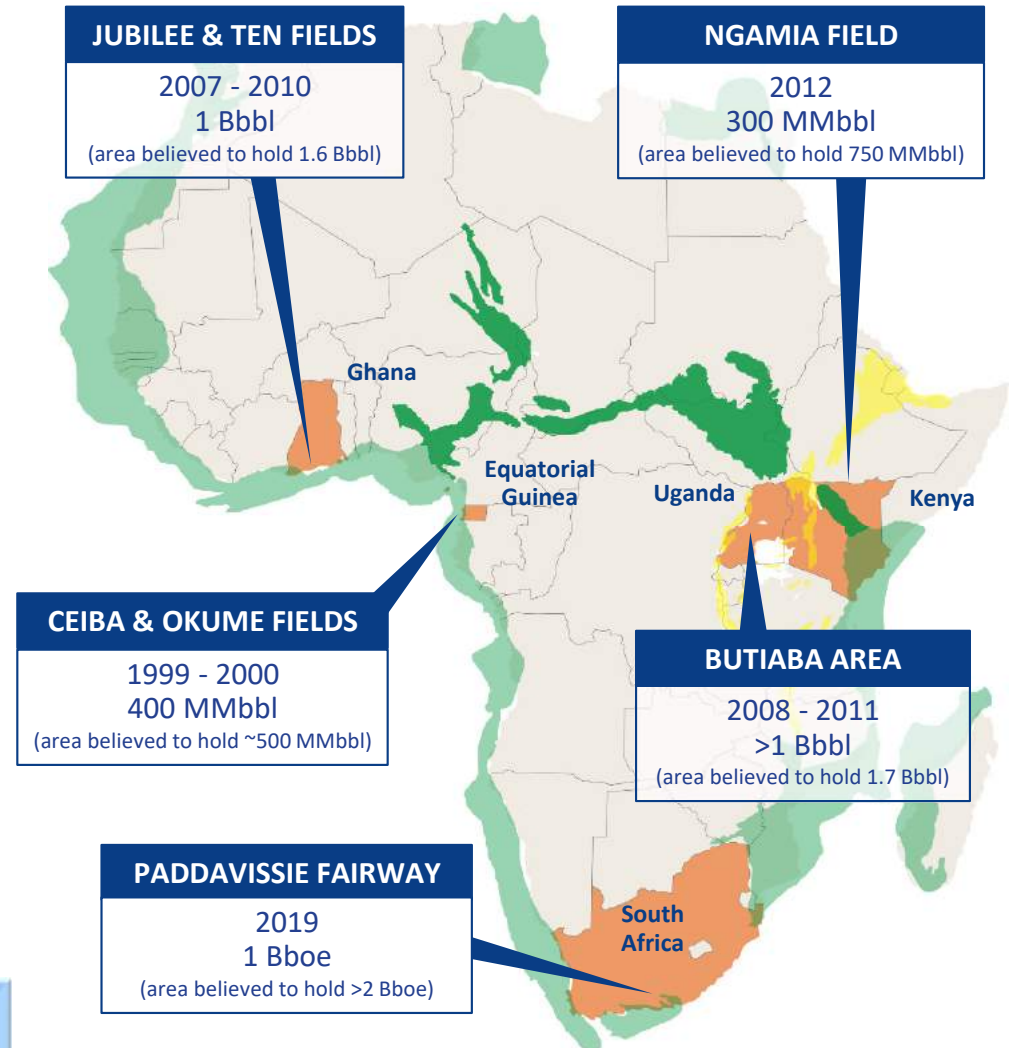 JUBILEE & TEN FIELDS
2007 - 2010
1 Bbbl
(area believed to hold 1.6 Bbbl)
NGAMIA FIELD
2012
300 MMbbl
(area believed to hold 750 MMbbl)
Ghana
Equatorial
Guinea
Uganda
Kenya
CEIBA & OKUME FIELDS
1999 - 2000
400 MMbbl
(area believed to hold ~500 MMbbl)
BUTIABA AREA
2008 - 2011
>1 Bbbl
(area believed to hold 1.7 Bbbl)
PADDAVISSIE FAIRWAY
2019
1 Bboe
(area believed to hold >2 Bboe)
South
Africa